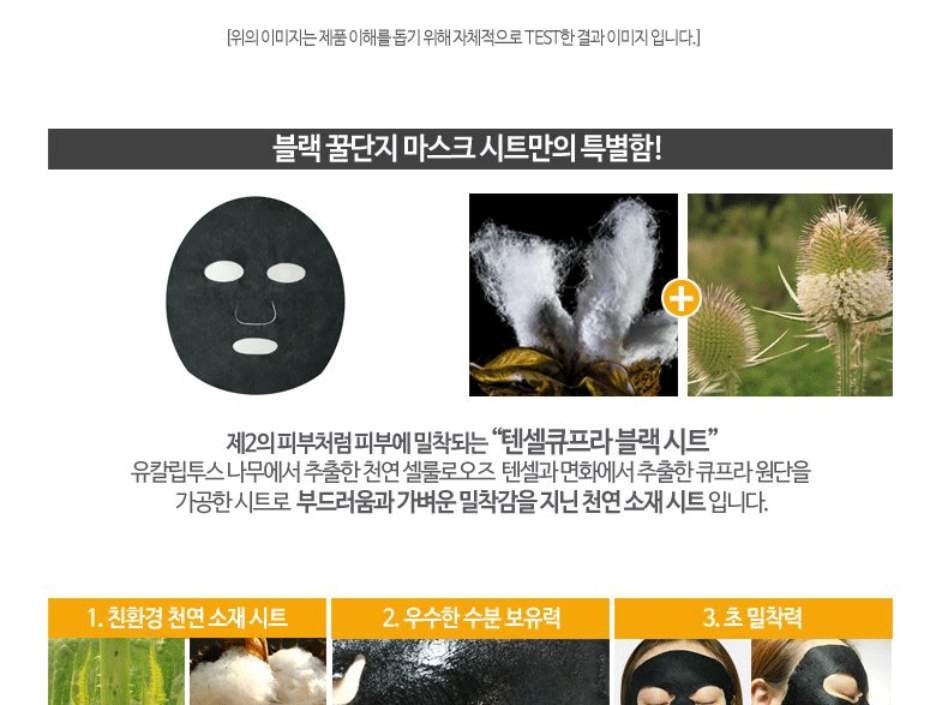 [위의 이미지는 제품 이해를 돕기 위해 자체적으로 TEST한 결과 이미지 입니다.]
블랙 꿀단지 마스크 시트만의 특별함!
제2의 피부처럼 피부에 밀착되는 “텐셀큐프라 블랙 시트”
유칼립투스 나무에서 추출한 천연 셀룰로오즈 텐셀과 면화에서 추출한 큐프라 원단을
가공한 시트로 부드러움과 가벼운 밀착감을 지닌 천연 소재 시트 입니다.
1. 친환경 천연 소재 시트
2. 우수한 수분 보유력
3. 초 밀착력